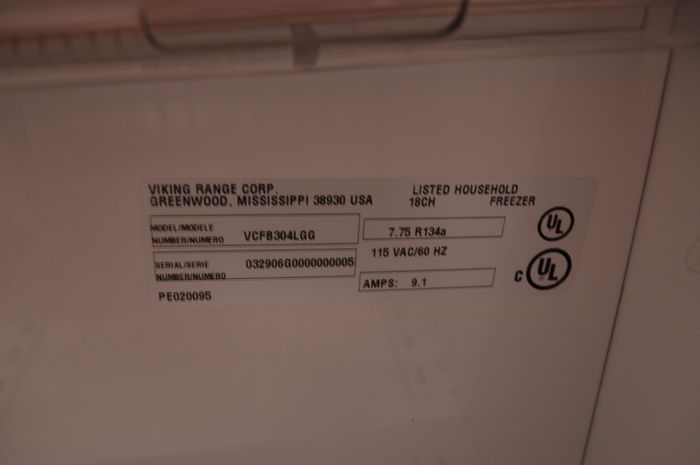 VIKING RANGE CORP.
GREENWOOD, MISSISSIPPI 38930 USA
LISTED HOUSEHOLD
18CH FREEZER
MODEL/MODELE
NUMBER/NUMERO VCFB304LGG
7.75 R134a
UL
115 VAC/60 HZ
SERIAL/SERIE
NUMBER/NUMERO 032906G0000000005
AMPS: 9.1
C UL
PE020095